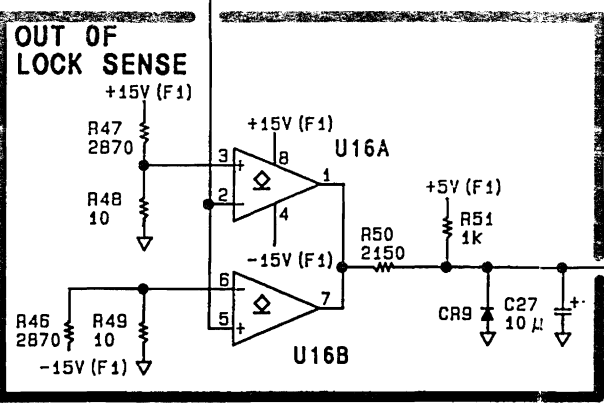 OUT OF
LOCK SENSE
+15V (F1)
R47
2870
R48
10
+15V (F1)
U16A
3
+
8
1
2
-
4
-15V (F1)
+5V (F1)
R51
1K
R50
2150
6
-
7
5
+
U16B
R46
2870
R49
10
-15V (F1)
CR9
C27
10 μ
+